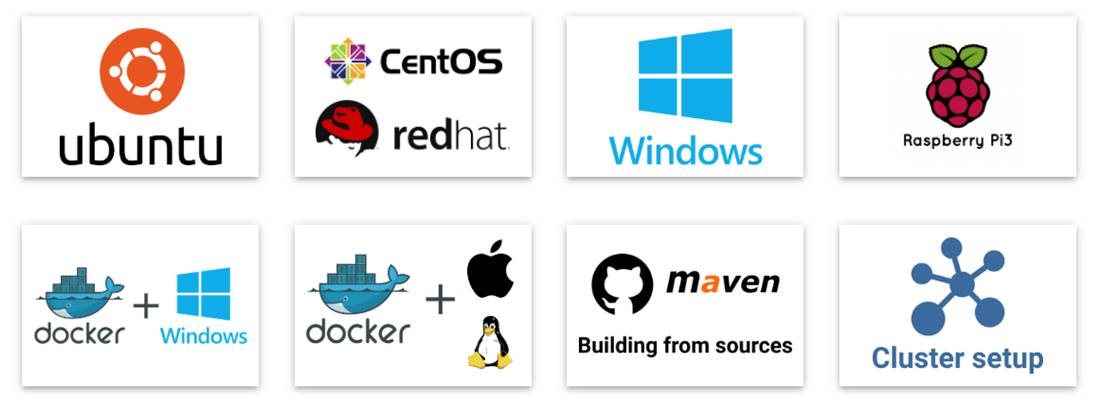 ubuntu
CentOS
redhat.
Windows
Raspberry Pi3
docker
+
Windows
docker
+
maven
Building from sources
Cluster setup